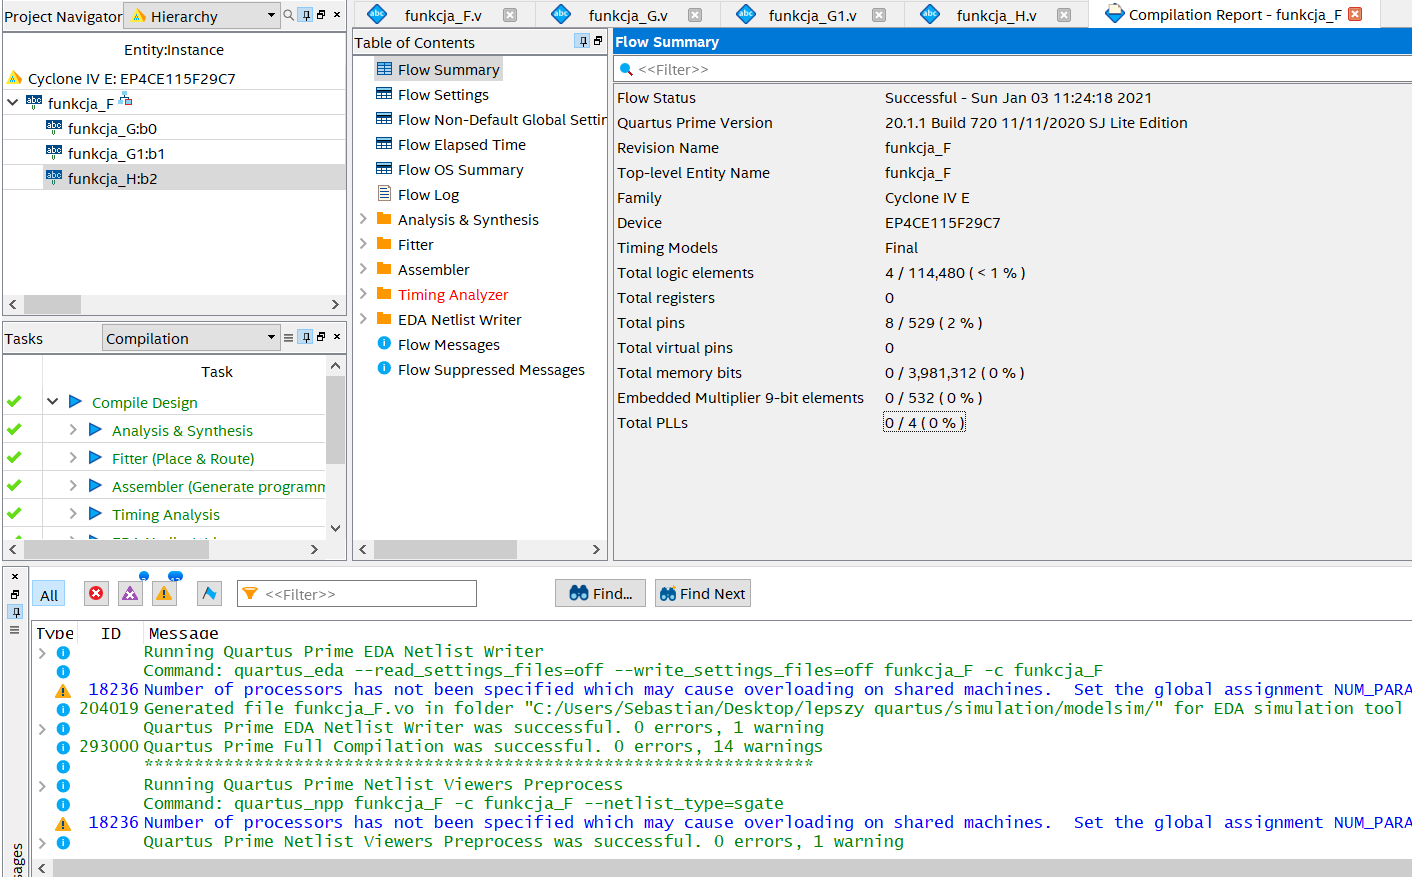 Project Navigator Hierarchy
Entity:Instance
Cyclone IV E: EP4CE115F29C7
funkcja_F
funkcja_G:b0
funkcja_G1:b1
funkcja_H:b2
Tasks Compilation
Task
Compile Design
Analysis & Synthesis
Fitter (Place & Route)
Assembler (Generate programm
Timing Analysis
funkcja_F.v
funkcja_G.v
funkcja_G1.v
funkcja_H.v
Compilation Report - funkcja_F
Table of Contents
Flow Summary
Flow Settings
Flow Non-Default Global Settin
Flow Elapsed Time
Flow OS Summary
Flow Log
Analysis & Synthesis
Fitter
Assembler
Timing Analyzer
EDA Netlist Writer
Flow Messages
Flow Suppressed Messages
Flow Summary
<<Filter>>
Flow Status Successful - Sun Jan 03 11:24:18 2021
Quartus Prime Version 20.1.1 Build 720 11/11/2020 SJ Lite Edition
Revision Name funkcja_F
Top-level Entity Name funkcja_F
Family Cyclone IV E
Device EP4CE115F29C7
Timing Models Final
Total logic elements 4 / 114,480 ( < 1 % )
Total registers 0
Total pins 8 / 529 ( 2 % )
Total virtual pins 0
Total memory bits 0 / 3,981,312 ( 0 % )
Embedded Multiplier 9-bit elements 0 / 532 ( 0 % )
Total PLLs 0 / 4 ( 0 % )
All <<Filter>> Find... Find Next
Type ID Message
Running Quartus Prime EDA Netlist Writer
Command: quartus_eda --read_settings_files=off --write_settings_files=off funkcja_F -c funkcja_F
18236 Number of processors has not been specified which may cause overloading on shared machines.  Set the global assignment NUM_PARA
204019 Generated file funkcja_F.vo in folder "C:/Users/Sebastian/Desktop/lepszy quartus/simulation/modelsim/" for EDA simulation tool
Quartus Prime EDA Netlist Writer was successful. 0 errors, 1 warning
293000 Quartus Prime Full Compilation was successful. 0 errors, 14 warnings
*******************************************************************
Running Quartus Prime Netlist Viewers Preprocess
Command: quartus_npp funkcja_F -c funkcja_F --netlist_type=sgate
18236 Number of processors has not been specified which may cause overloading on shared machines.  Set the global assignment NUM_PARA
Quartus Prime Netlist Viewers Preprocess was successful. 0 errors, 1 warning
sages